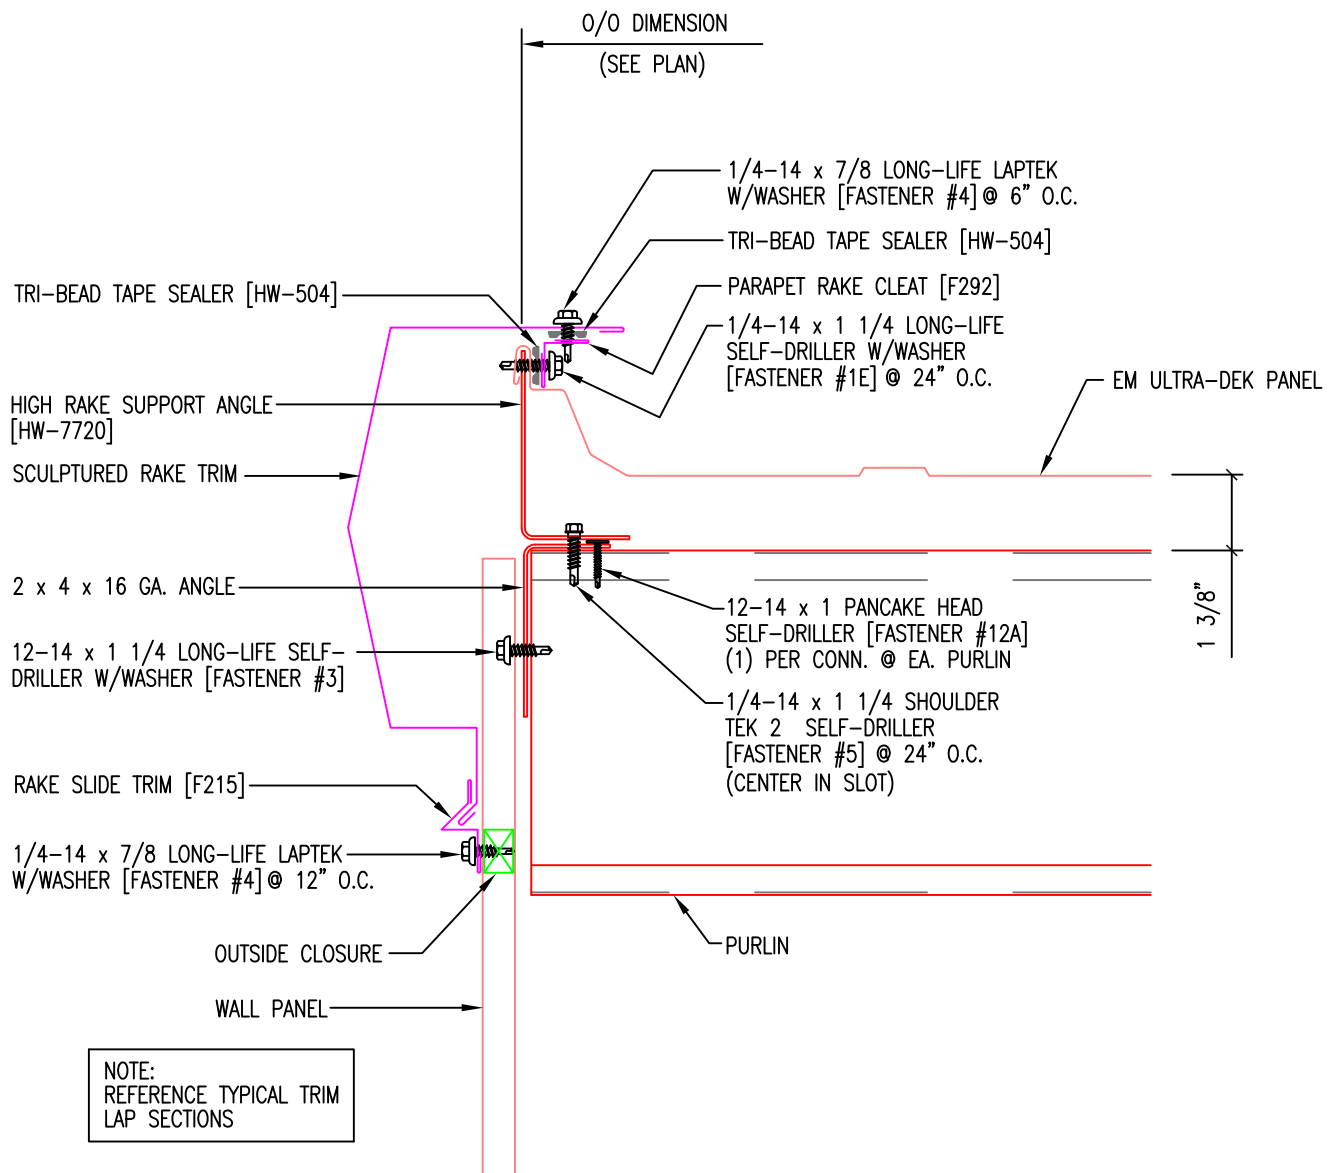 O/O DIMENSION
(SEE PLAN)
1/4-14 x 7/8 LONG-LIFE LAPTEK
W/WASHER [FASTENER #4] @ 6" O.C.
TRI-BEAD TAPE SEALER [HW-504]
PARAPET RAKE CLEAT [F292]
1/4-14 x 1 1/4 LONG-LIFE
SELF-DRILLER W/WASHER
[FASTENER #1E] @ 24" O.C.
EM ULTRA-DEK PANEL
TRI-BEAD TAPE SEALER [HW-504]
HIGH RAKE SUPPORT ANGLE
[HW-7720]
SCULPTURED RAKE TRIM
2 x 4 x 16 GA. ANGLE
12-14 x 1 1/4 LONG-LIFE SELF-
DRILLER W/WASHER [FASTENER #3]
RAKE SLIDE TRIM [F215]
1/4-14 x 7/8 LONG-LIFE LAPTEK
W/WASHER [FASTENER #4] @ 12" O.C.
OUTSIDE CLOSURE
WALL PANEL
1 3/8"
12-14 x 1 PANCAKE HEAD
SELF-DRILLER [FASTENER #12A]
(1) PER CONN. @ EA. PURLIN
1/4-14 x 1 1/4 SHOULDER
TEK 2 SELF-DRILLER
[FASTENER #5] @ 24" O.C.
(CENTER IN SLOT)
PURLIN
NOTE:
REFERENCE TYPICAL TRIM
LAP SECTIONS